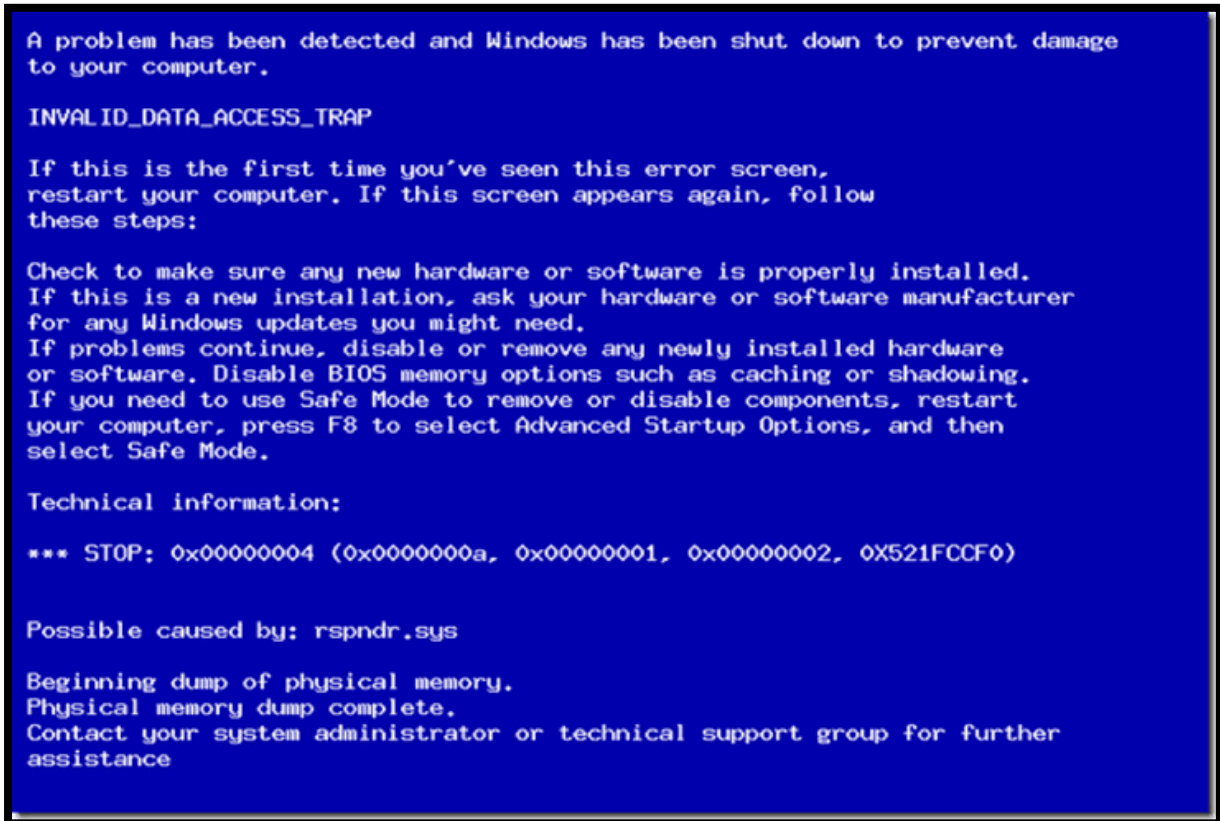 A problem has been detected and Windows has been shut down to prevent damage
to your computer.
INVALID_DATA_ACCESS_TRAP
If this is the first time you've seen this error screen,
restart your computer. If this screen appears again, follow
these steps:
Check to make sure any new hardware or software is properly installed.
If this is a new installation, ask your hardware or software manufacturer
for any Windows updates you might need.
If problems continue, disable or remove any newly installed hardware
or software. Disable BIOS memory options such as caching or shadowing.
If you need to use Safe Mode to remove or disable components, restart
your computer, press F8 to select Advanced Startup Options, and then
select Safe Mode.
Technical information:
*** STOP: 0x00000004 (0x0000000a, 0x00000001, 0x00000002, 0X521FCCF0)
Possible caused by: rspndr.sys
Beginning dump of physical memory.
Physical memory dump complete.
Contact your system administrator or technical support group for further
assistance